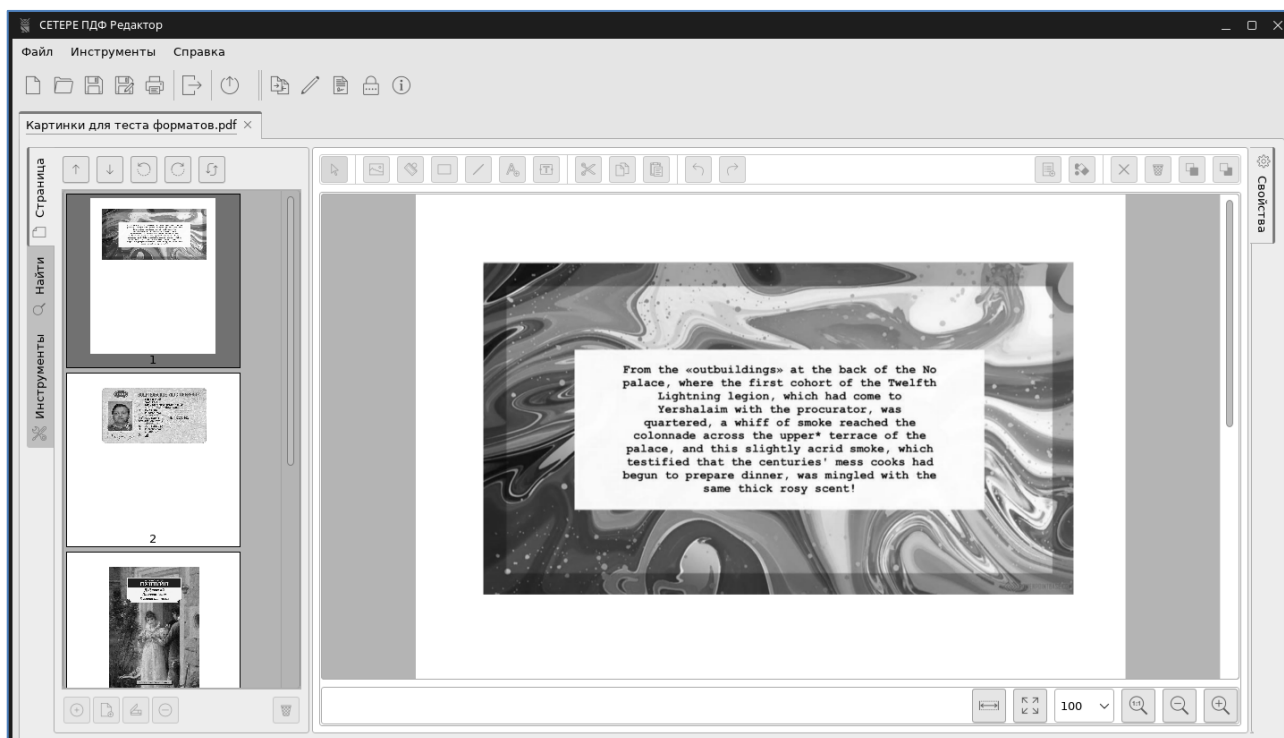 СЕТЕРЕ ПДФ Редактор
Файл Инструменты Справка
Картинки для теста форматов.pdf
Страница
Найти
Инструменты
1
2
From the «outbuildings» at the back of the No
palace, where the first cohort of the Twelfth
Lightning legion, which had come to
Yershalaim with the procurator, was
quartered, a whiff of smoke reached the
colonnade across the upper* terrace of the
palace, and this slightly acrid smoke, which
testified that the centuries' mess cooks had
begun to prepare dinner, was mingled with the
same thick rosy scent!
Свойства
100